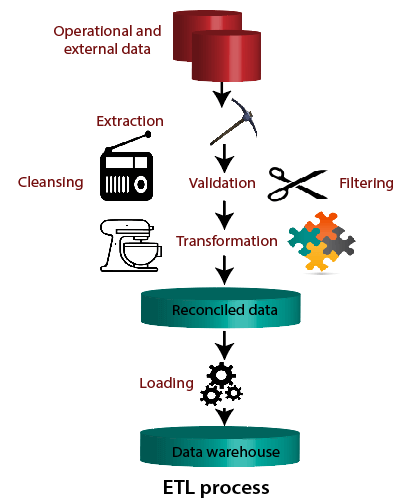 Operational and
external data
Extraction
Cleansing
Validation
Filtering
Transformation
Reconciled data
Loading
Data warehouse
ETL process